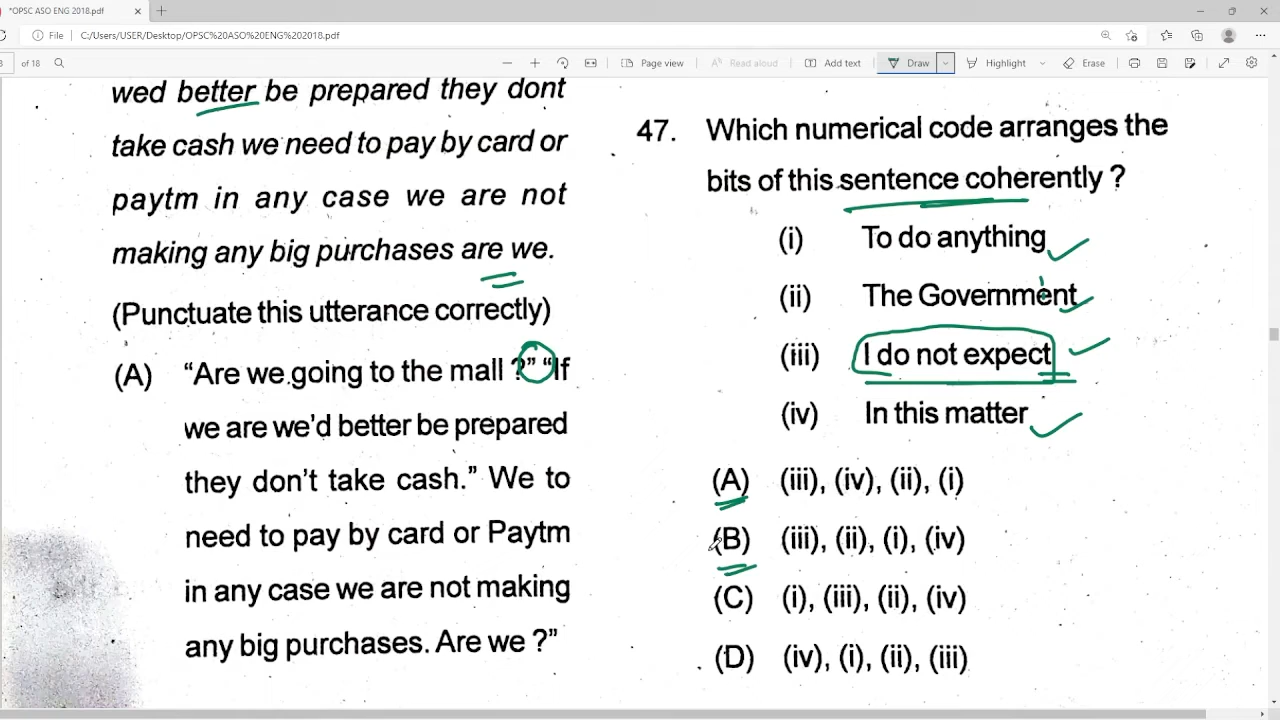 *OPSC ASO ENG 2018.pdf
File C:/Users/USER/Desktop/OPSC%20ASO%20ENG%202018.pdf
of 18 Page view Read aloud Add text Draw Highlight Erase
wed better be prepared they dont
take cash we need to pay by card or
paytm in any case we are not
making any big purchases are we.
(Punctuate this utterance correctly)
(A) “Are we going to the mall ?” “If
we are we’d better be prepared
they don’t take cash.” We to
need to pay by card or Paytm
in any case we are not making
any big purchases. Are we ?”
47. Which numerical code arranges the
bits of this sentence coherently ?
(i) To do anything
(ii) The Government
(iii) I do not expect
(iv) In this matter
(A) (iii), (iv), (ii), (i)
(B) (iii), (ii), (i), (iv)
(C) (i), (iii), (ii), (iv)
(D) (iv), (i), (ii), (iii)